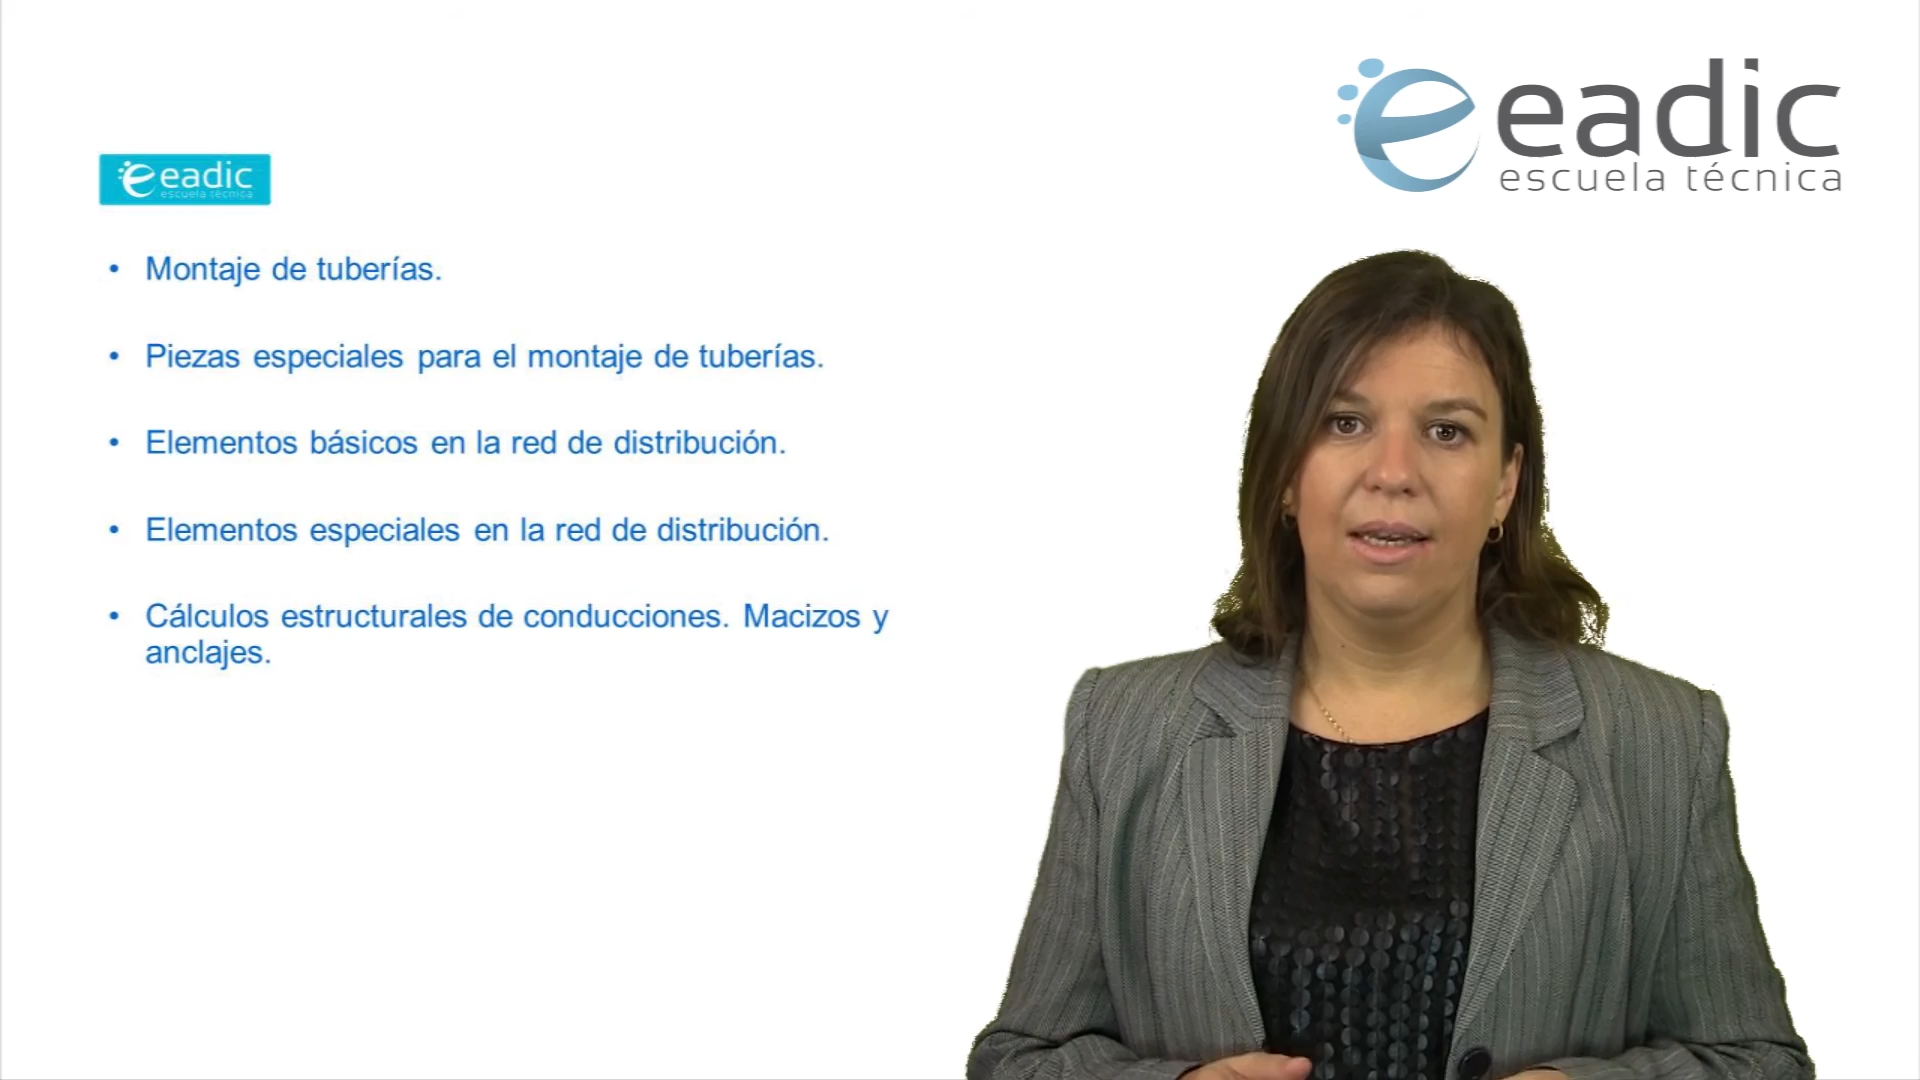 eadic
escuela técnica
eadic
escuela técnica
• Montaje de tuberías.
• Piezas especiales para el montaje de tuberías.
• Elementos básicos en la red de distribución.
• Elementos especiales en la red de distribución.
• Cálculos estructurales de conducciones. Macizos y
anclajes.